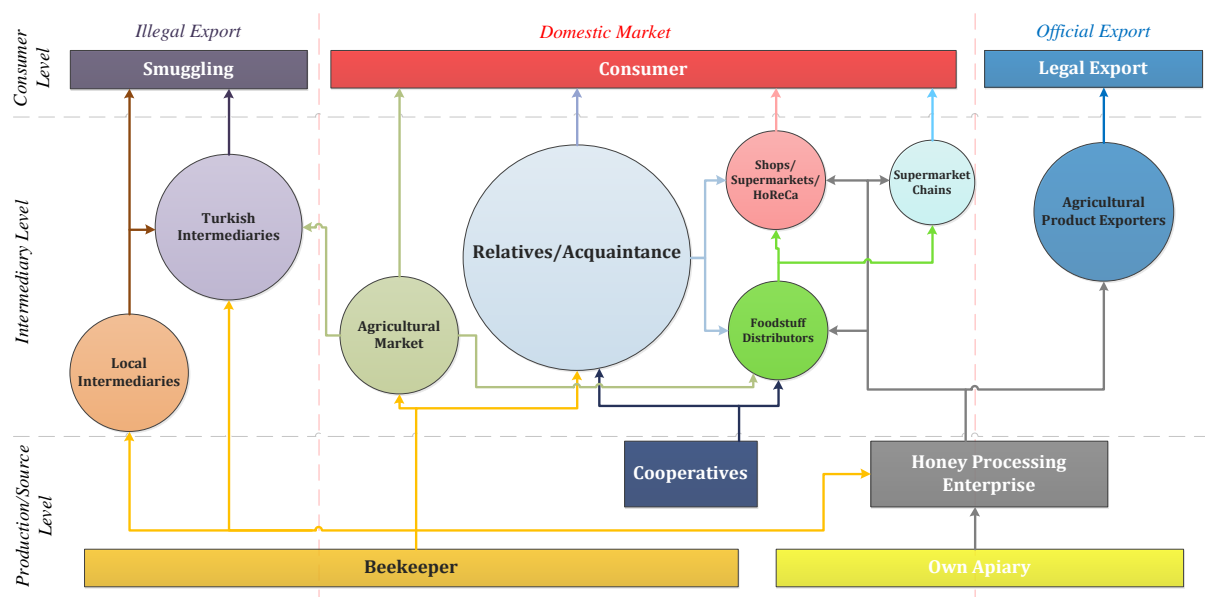 Illegal Export
Domestic Market
Official Export
Consumer
Level
Smuggling
Consumer
Legal Export
Intermediary Level
Turkish
Intermediaries
Relatives/Acquaintance
Shops/
Supermarkets/
HoReCa
Supermarket
Chains
Agricultural
Product Exporters
Local
Intermediaries
Agricultural
Market
Foodstuff
Distributors
Production/Source
Level
Cooperatives
Honey Processing
Enterprise
Beekeeper
Own Apiary